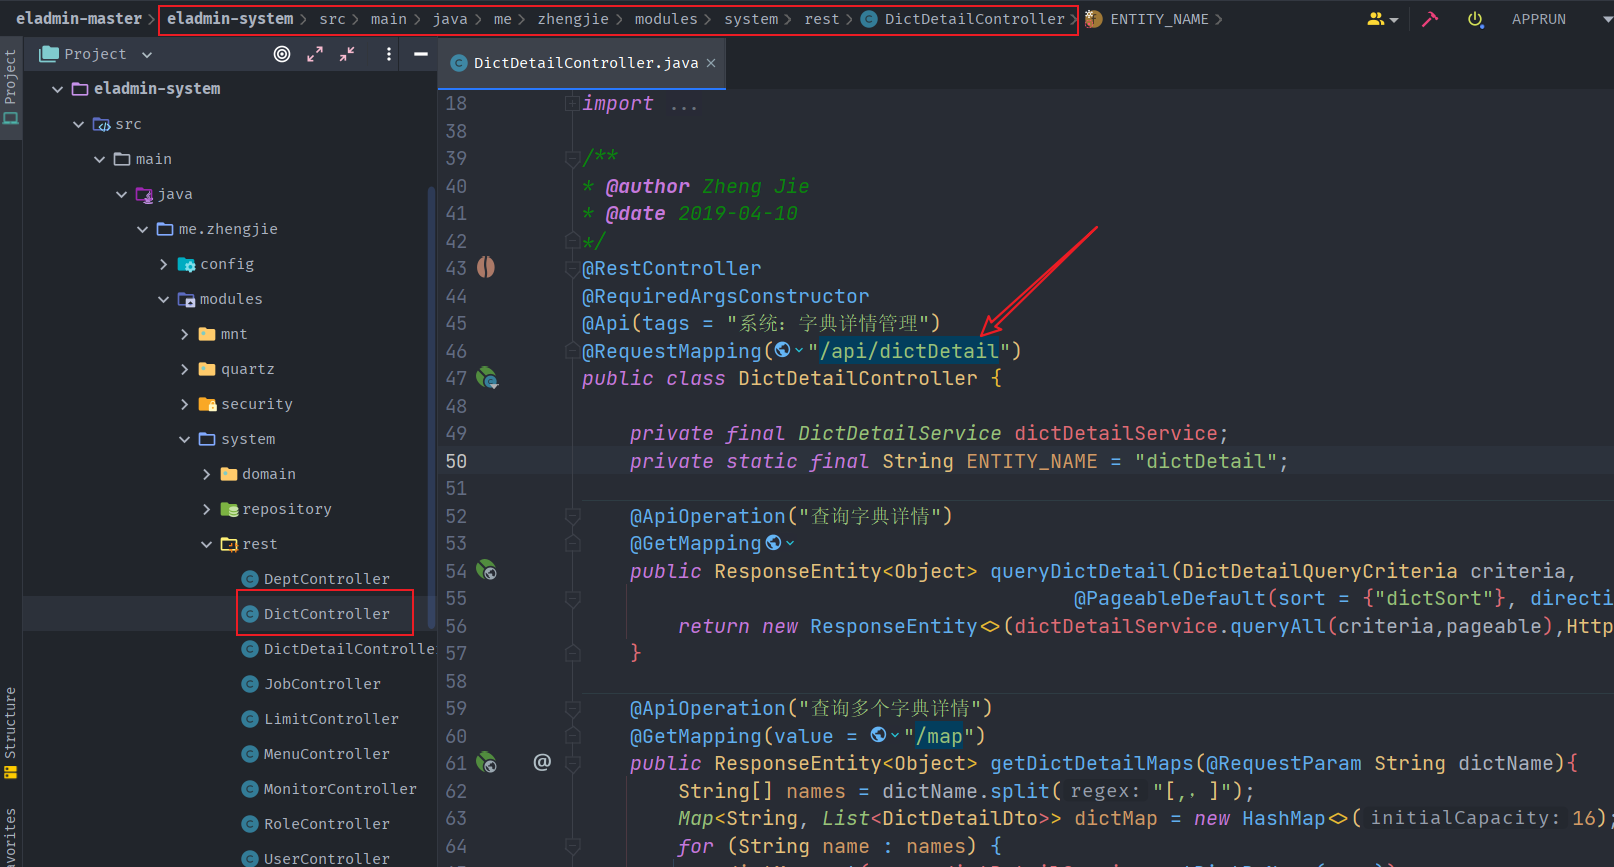 eladmin-master > eladmin-system > src > main > java > me > zhengjie > modules > system > rest > DictDetailController > ENTITY_NAME > APPRUN
Project
Project
Structure
eladmin-system
src
main
java
me.zhengjie
config
modules
mnt
quartz
security
system
domain
repository
rest
DeptController
DictController
DictDetailController
JobController
LimitController
MenuController
MonitorController
RoleController
UserController
DictDetailController.java
18 import ...
38
39 /**
40 * @author Zheng Jie
41 * @date 2019-04-10
42 */
43 @RestController
44 @RequiredArgsConstructor
45 @Api(tags = "系统：字典详情管理")
46 @RequestMapping("/api/dictDetail")
47 public class DictDetailController {
48
49 private final DictDetailService dictDetailService;
50 private static final String ENTITY_NAME = "dictDetail";
51
52 @ApiOperation("查询字典详情")
53 @GetMapping
54 public ResponseEntity<Object> queryDictDetail(DictDetailQueryCriteria criteria,
55 @PageableDefault(sort = {"dictSort"}, directi
56 return new ResponseEntity<>(dictDetailService.queryAll(criteria,pageable),Http
57 }
58
59 @ApiOperation("查询多个字典详情")
60 @GetMapping(value = "/map")
61 @ public ResponseEntity<Object> getDictDetailMaps(@RequestParam String dictName){
62 String[] names = dictName.split( regex: "[,，]");
63 Map<String, List<DictDetailDto>> dictMap = new HashMap<>( initialCapacity: 16);
64 for (String name : names) {